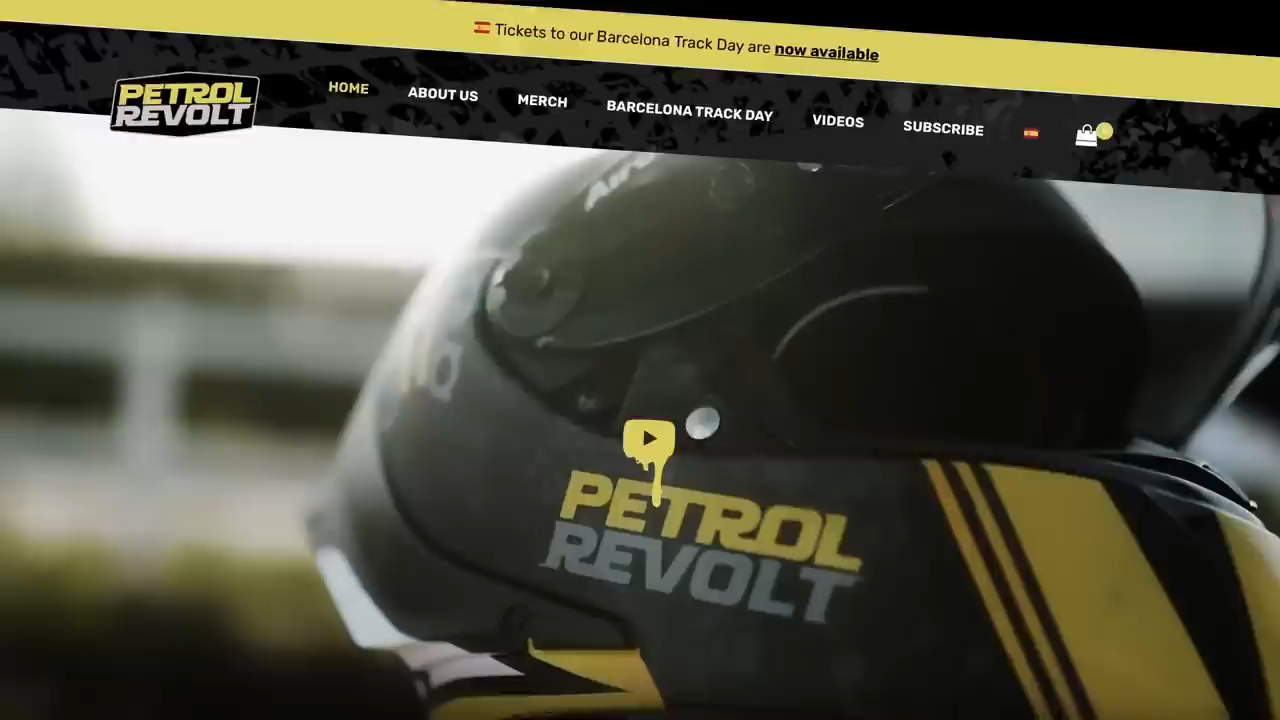 Tickets to our Barcelona Track Day are now available
PETROL
REVOLT
HOME
ABOUT US
MERCH
BARCELONA TRACK DAY
VIDEOS
SUBSCRIBE
PETROL
REVOLT